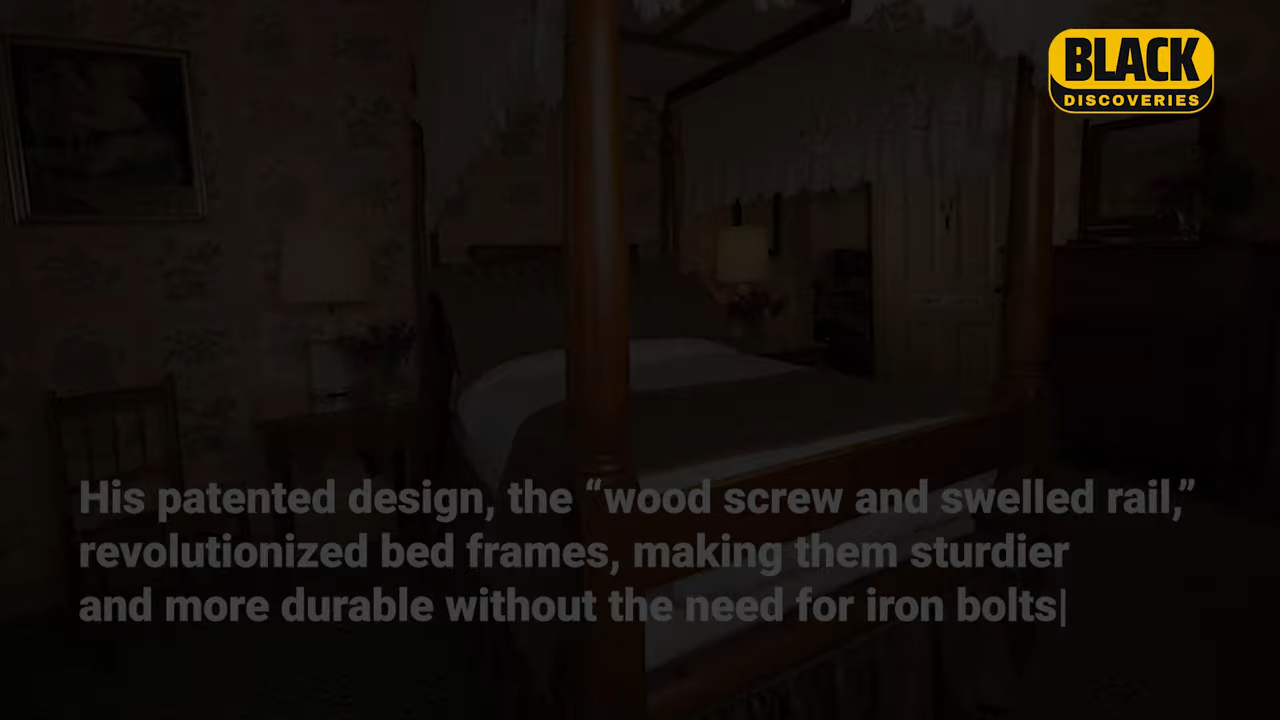 BLACK
DISCOVERIES
His patented design, the “wood screw and swelled rail,”
revolutionized bed frames, making them sturdier
and more durable without the need for iron bolts|